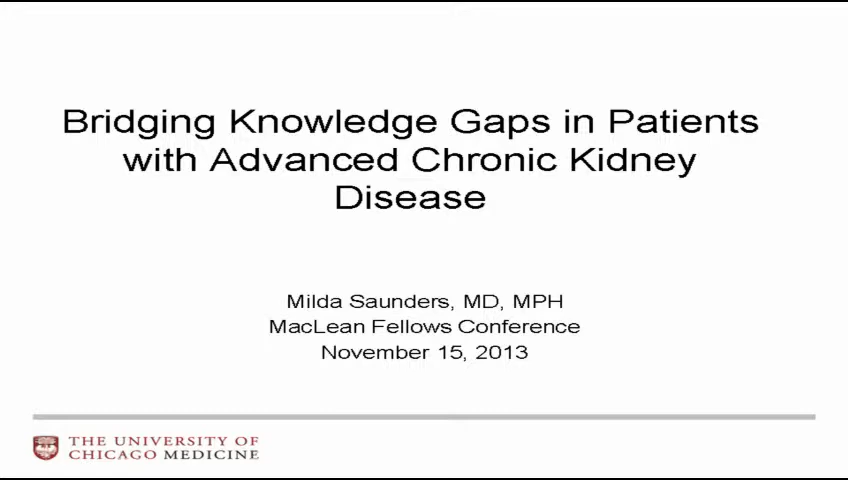 Bridging Knowledge Gaps in Patients
with Advanced Chronic Kidney
Disease
Milda Saunders, MD, MPH
MacLean Fellows Conference
November 15, 2013
THE UNIVERSITY OF
CHICAGO MEDICINE